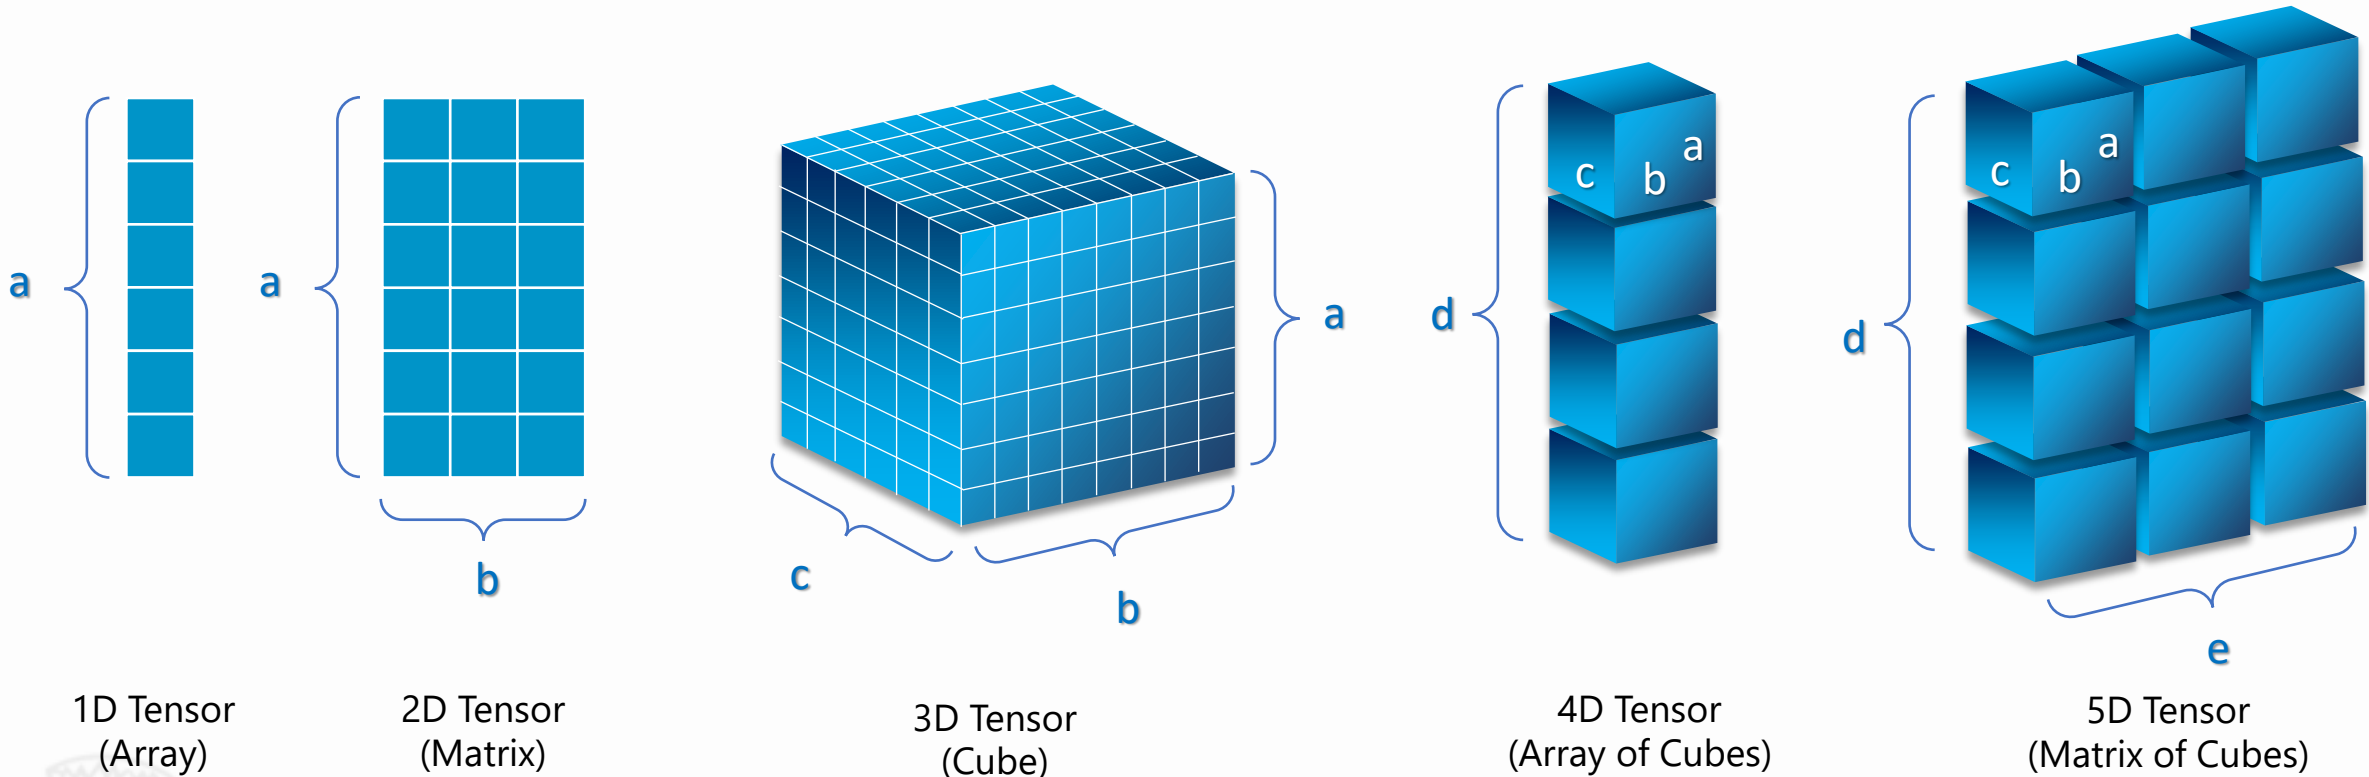 a
1D Tensor
(Array)
a
b
2D Tensor
(Matrix)
a
c
b
3D Tensor
(Cube)
d
c b a
4D Tensor
(Array of Cubes)
d
c b a
e
5D Tensor
(Matrix of Cubes)